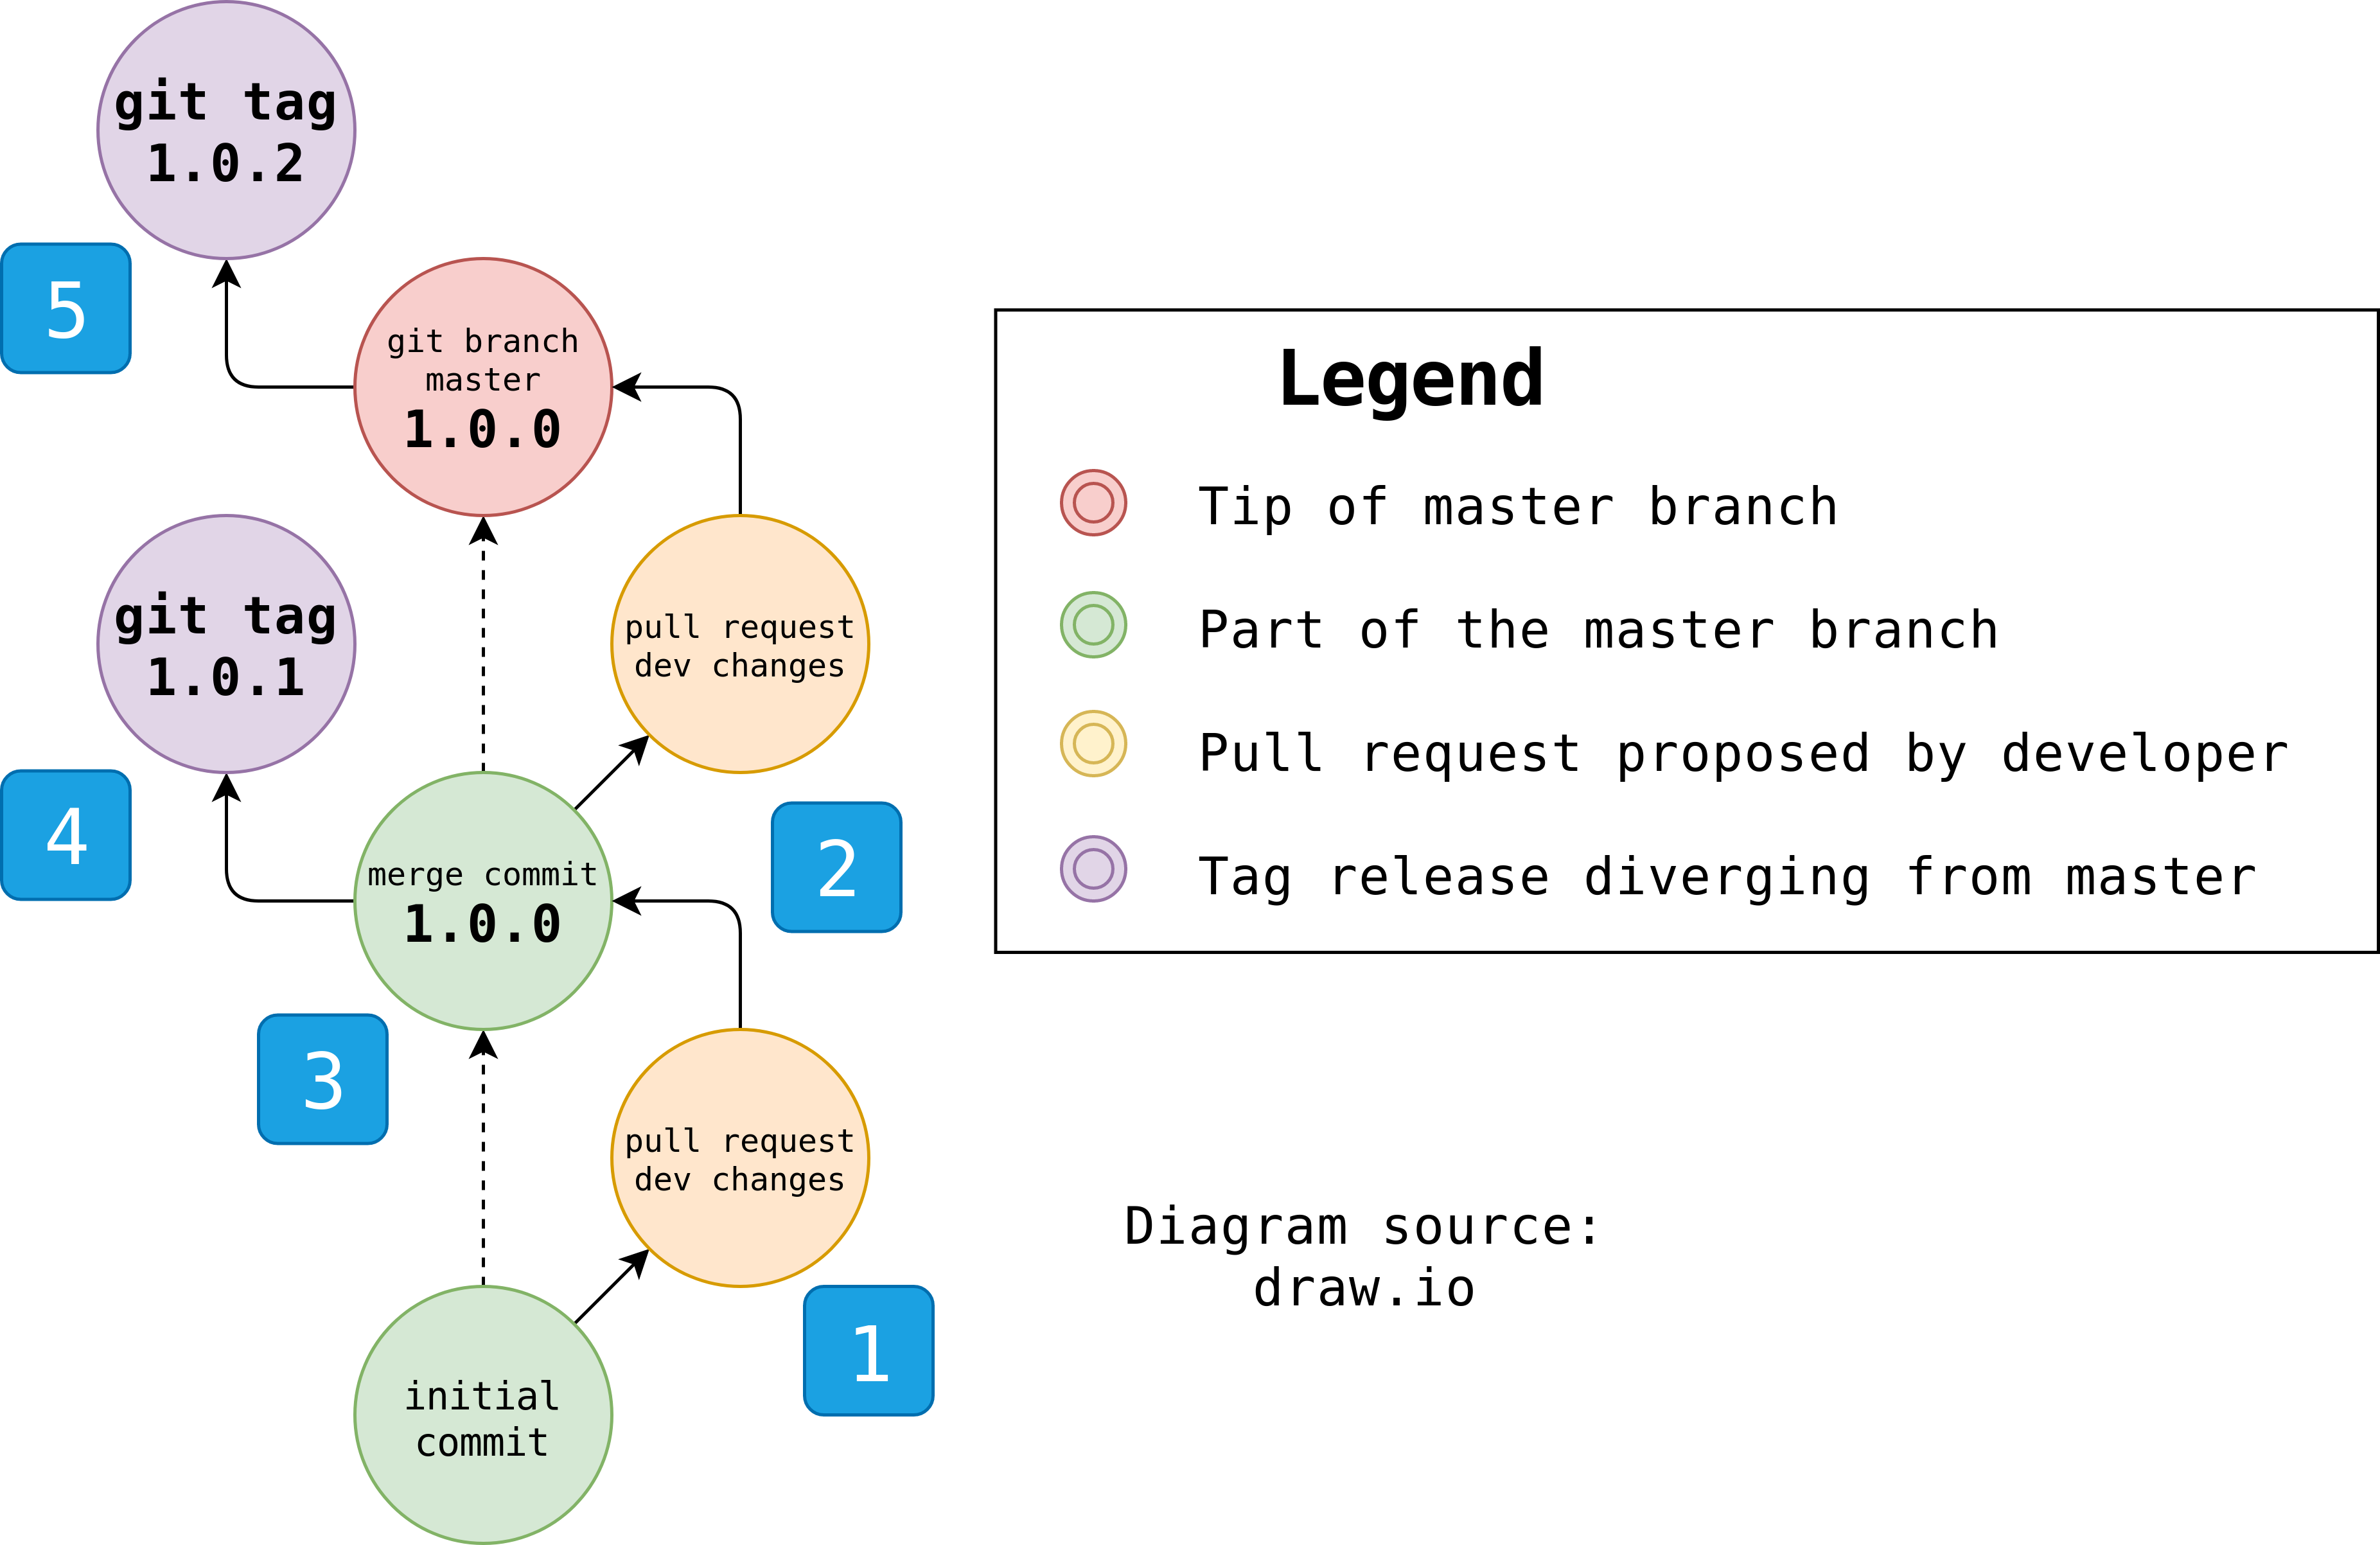 git tag
1.0.2
5
git branch
master
1.0.0
git tag
1.0.1
pull request
dev changes
4
merge commit
1.0.0
2
3
pull request
dev changes
1
initial
commit
Legend
Tip of master branch
Part of the master branch
Pull request proposed by developer
Tag release diverging from master
Diagram source:
draw.io